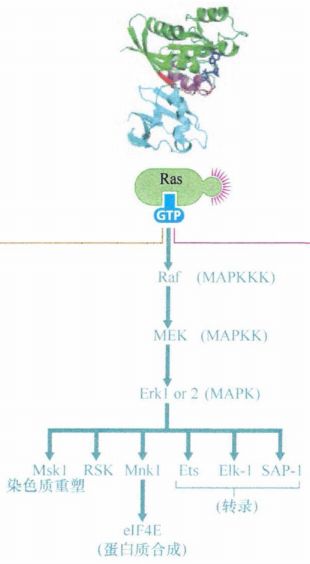 Ras
GTP
Raf (MAPKKK)
MEK (MAPKK)
Erk1 or 2 (MAPK)
Msk1 RSK Mnk1 Ets Elk-1 SAP-1
染色质重塑
(转录)
eIF4E
(蛋白质合成)